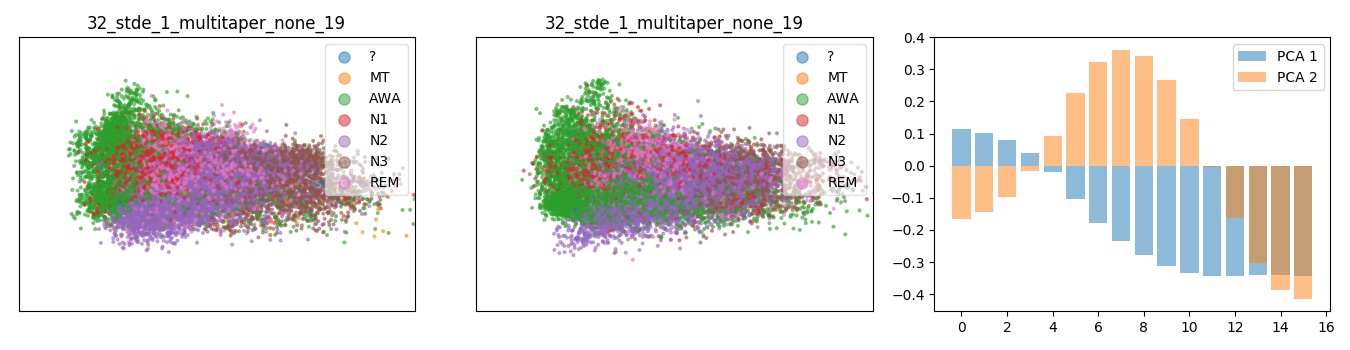 32_stde_1_multitaper_none_19
?
MT
AWA
N1
N2
N3
REM
32_stde_1_multitaper_none_19
?
MT
AWA
N1
N2
N3
REM
PCA 1
PCA 2
0.4
0.3
0.2
0.1
0.0
−0.1
−0.2
−0.3
−0.4
0 2 4 6 8 10 12 14 16